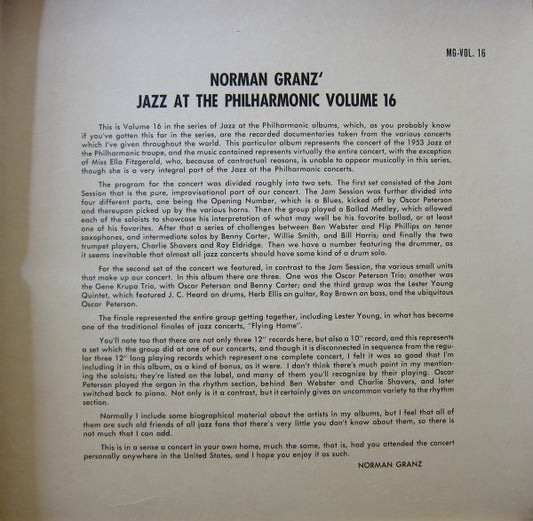 MG-VOL. 16
NORMAN GRANZ'
JAZZ AT THE PHILHARMONIC VOLUME 16
This is Volume 16 in the series of Jazz at the Philharmonic albums, which, as you probably know
if you've gotten this far in the series, are the recorded documentaries taken from the various concerts
which I've given throughout the world. This particular album represents the concert of the 1953 Jazz at
the Philharmonic troupe, and the music contained represents virtually the entire concert, with the exception
of Miss Ella Fitzgerald, who, because of contractual reasons, is unable to appear musically in this series,
though she is a very integral part of the Jazz at the Philharmonic concerts.
The program for the concert was divided roughly into two sets. The first set consisted of the Jam
Session that is the pure, improvisational part of our concert. The Jam Session was further divided into
four different parts, one being the Opening Number, which is a Blues, kicked off by Oscar Peterson
and thereupon picked up by the various horns. Then the group played a Ballad Medley, which allowed
each of the soloists to showcase his interpretation of what may well be his favorite ballad, or at least
one of his favorites. After that a series of challenges between Ben Webster and Flip Phillips on tenor
saxophones, and intermediate solos by Benny Carter, Willie Smith, and Bill Harris; and finally the two
trumpet players, Charlie Shavers and Roy Eldridge. Then we have a number featuring the drummer, as
it seems inevitable that almost all jazz concerts should have some kind of a drum solo.
For the second set of the concert we featured, in contrast to the Jam Session, the various small units
that make up our concert. In this album there are three. One was the Oscar Peterson Trio; another was
the Gene Krupa Trio, with Oscar Peterson and Benny Carter; and the third group was the Lester Young
Quintet, which featured J. C. Heard on drums, Herb Ellis on guitar, Ray Brown on bass, and the ubiquitous
Oscar Peterson.
The finale represented the entire group getting together, including Lester Young, in what has become
one of the traditional finales of jazz concerts, "Flying Home".
You'll note too that there are not only three 12" records here, but also a 10" record, and this represents
a set which the group did at one of our concerts, and though it is disconnected in sequence from the regu-
lar three 12" long playing records which represent one complete concert, I felt it was so good that I'm
including it in this album, as a kind of bonus, as it were. I don't think there's much point in my mention-
ing the soloists; they're listed on the label, and many of them you'll recognize by their playing. Oscar
Peterson played the organ in the rhythm section, behind Ben Webster and Charlie Shavers, and later
switched back to piano. Not only is it a contrast, but it certainly gives an uncommon variety to the rhythm
section.
Normally I include some biographical material about the artists in my albums, but I feel that all of
them are such old friends of all jazz fans that there's very little you don't know about them, so there is
not much that I can add.
This is in a sense a concert in your own home, much the same, that is, had you attended the concert
personally anywhere in the United States, and I hope you enjoy it as such.
NORMAN GRANZ